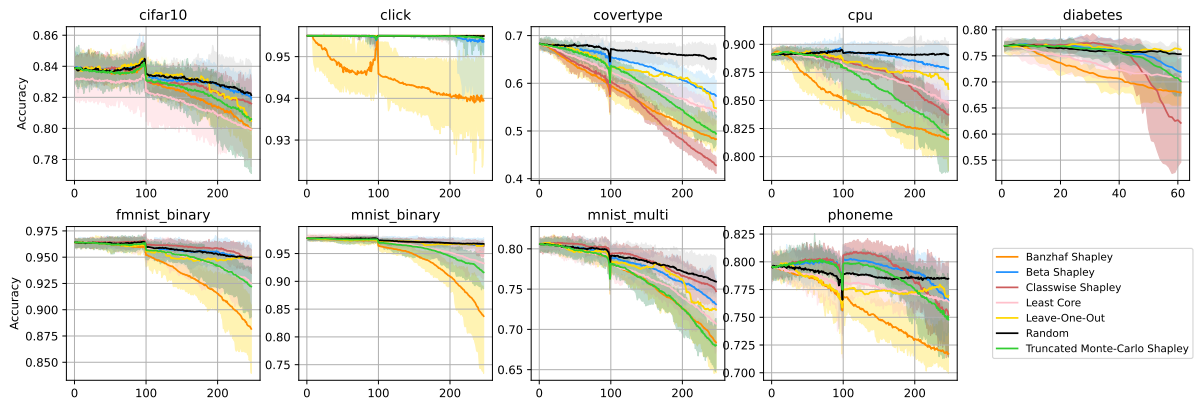 cifar10
click
covertype
cpu
diabetes
Accuracy
0.86
0.84
0.82
0.80
0.78
0 100 200
0.95
0.94
0.93
0 100 200
0.7
0.6
0.5
0.4
0 100 200
0.900
0.875
0.850
0.825
0.800
0 100 200
0.80
0.75
0.70
0.65
0.60
0.55
0 20 40 60
fmnist_binary
mnist_binary
mnist_multi
phoneme
Accuracy
0.975
0.950
0.925
0.900
0.875
0.850
0 100 200
0.95
0.90
0.85
0.80
0.75
0 100 200
0.80
0.75
0.70
0.65
0 100 200
0.825
0.800
0.775
0.750
0.725
0.700
0 100 200
Banzhaf Shapley
Beta Shapley
Classwise Shapley
Least Core
Leave-One-Out
Random
Truncated Monte-Carlo Shapley